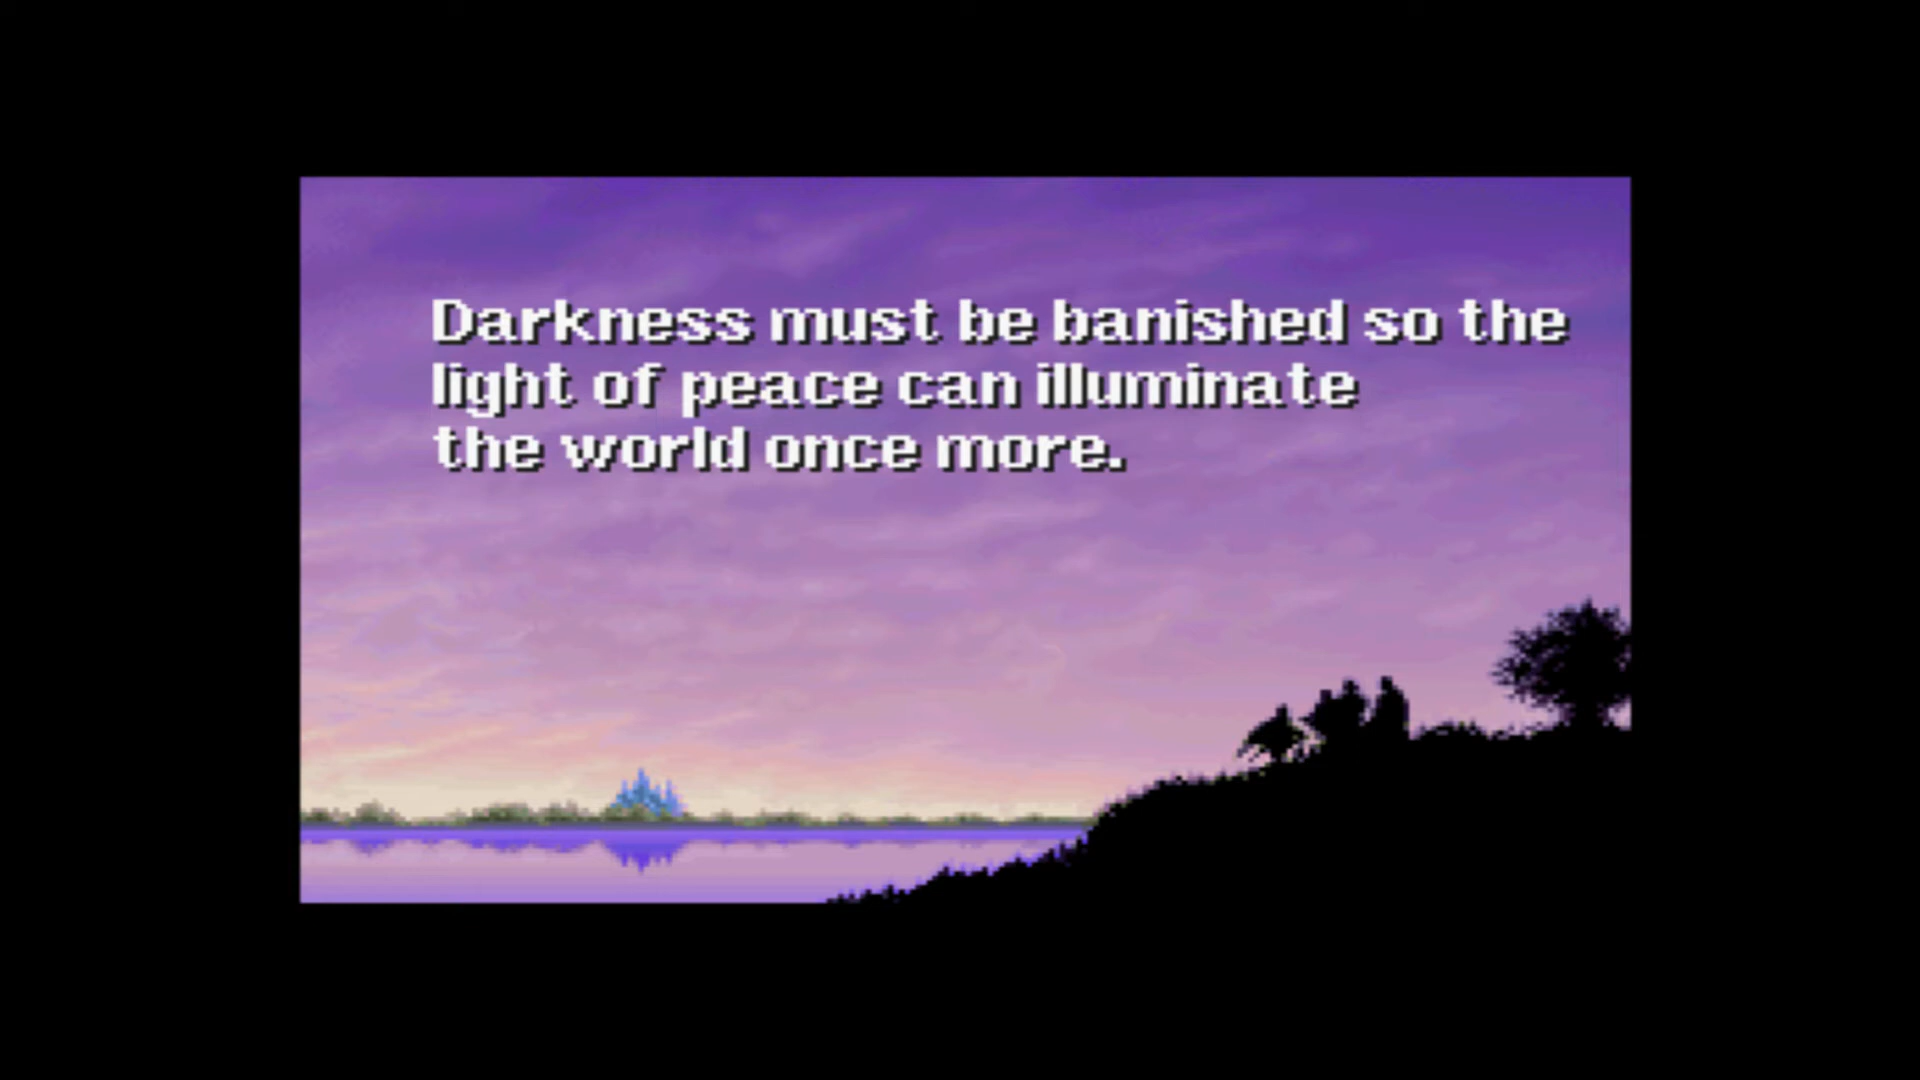 Darkness must be banished so the
light of peace can illuminate
the world once more.